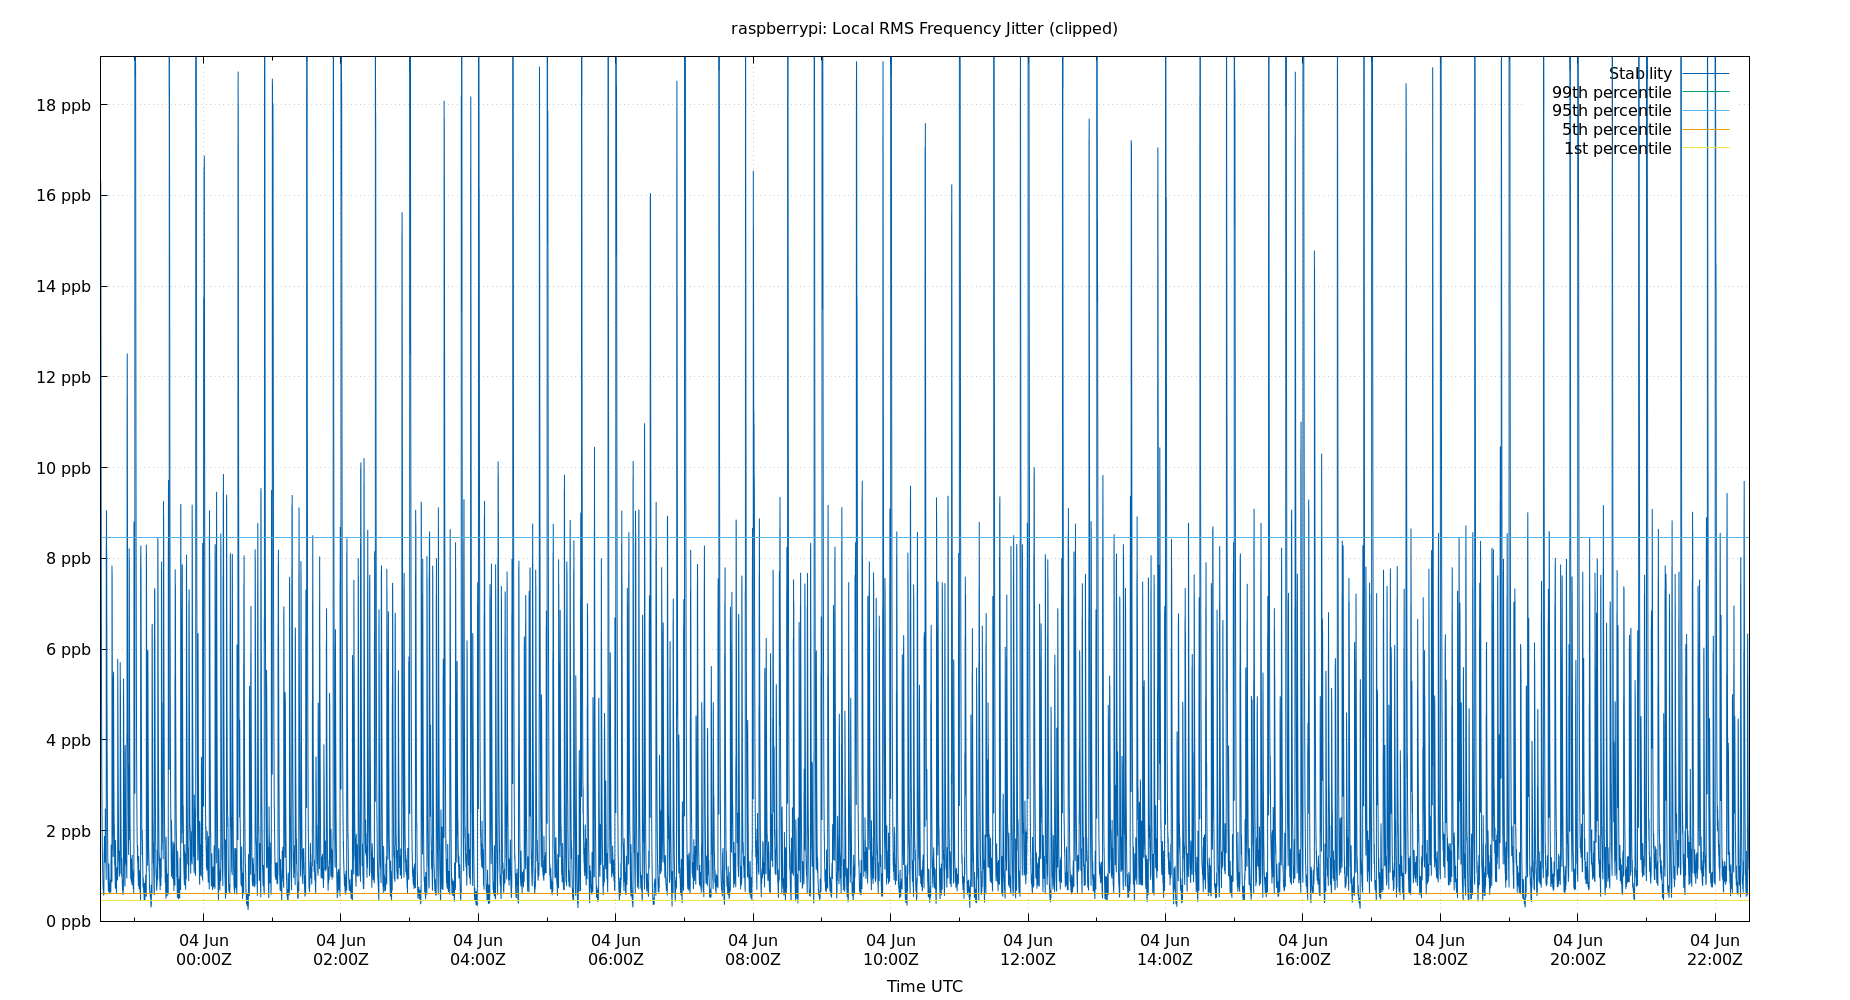 raspberrypi: Local RMS Frequency Jitter (clipped)
Stability
99th percentile
95th percentile
5th percentile
1st percentile
18 ppb
16 ppb
14 ppb
12 ppb
10 ppb
8 ppb
6 ppb
4 ppb
2 ppb
0 ppb
04 Jun 04 Jun 04 Jun 04 Jun 04 Jun 04 Jun 04 Jun 04 Jun 04 Jun 04 Jun 04 Jun 04 Jun
00:00Z 02:00Z 04:00Z 06:00Z 08:00Z 10:00Z 12:00Z 14:00Z 16:00Z 18:00Z 20:00Z 22:00Z
Time UTC